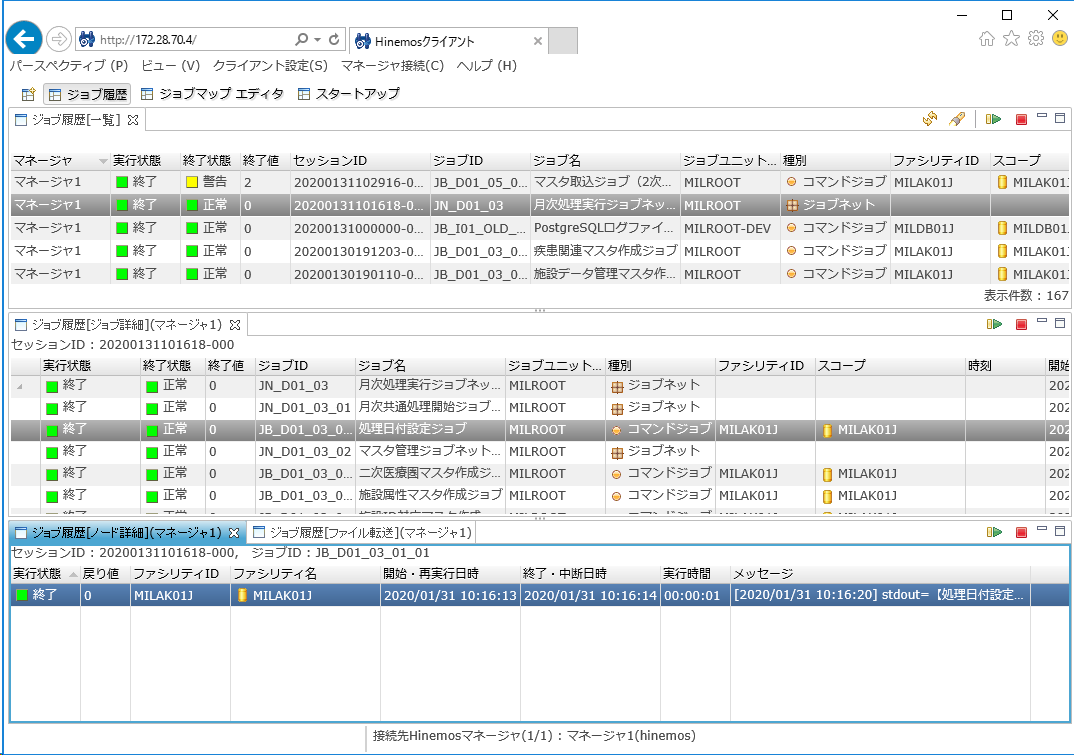 http://172.28.70.4/ Hinemosクライアント
パースペクティブ (P) ビュー (V) クライアント設定(S) マネージャ接続(C) ヘルプ (H)
ジョブ履歴 ジョブマップ エディタ スタートアップ
ジョブ履歴[一覧]
マネージャ 実行状態 終了状態 終了値 セッションID ジョブID ジョブ名 ジョブユニット... 種別 ファシリティID スコープ
マネージャ1 終了 警告 2 20200131102916-0... JB_D01_05_0... マスタ取込ジョブ（2次... MILROOT コマンドジョブ MILAK01J MILAK01J
マネージャ1 終了 正常 0 20200131101618-0... JN_D01_03 月次処理実行ジョブネッ... MILROOT ジョブネット
マネージャ1 終了 正常 0 20200131000000-0... JB_I01_OLD_... PostgreSQLログファイ... MILROOT-DEV コマンドジョブ MILDB01J MILDB01J
マネージャ1 終了 正常 0 20200130191203-0... JB_D01_03_0... 疾患関連マスタ作成ジョブ MILROOT コマンドジョブ MILAK01J MILAK01J
マネージャ1 終了 正常 0 20200130190110-0... JB_D01_03_0... 施設データ管理マスタ作... MILROOT コマンドジョブ MILAK01J MILAK01J
表示件数：167
ジョブ履歴[ジョブ詳細](マネージャ1)
セッションID：20200131101618-000
実行状態 終了状態 終了値 ジョブID ジョブ名 ジョブユニット... 種別 ファシリティID スコープ 時刻 開始
終了 正常 0 JN_D01_03 月次処理実行ジョブネッ... MILROOT ジョブネット 202
終了 正常 0 JN_D01_03_01 月次共通処理開始ジョブ... MILROOT ジョブネット 202
終了 正常 0 JB_D01_03_0... 処理日付設定ジョブ MILROOT コマンドジョブ MILAK01J MILAK01J 202
終了 正常 0 JN_D01_03_02 マスタ管理ジョブネット... MILROOT ジョブネット 202
終了 正常 0 JB_D01_03_0... 二次医療圏マスタ作成ジ... MILROOT コマンドジョブ MILAK01J MILAK01J 202
終了 正常 0 JB_D01_03_0... 施設属性マスタ作成ジョブ MILROOT コマンドジョブ MILAK01J MILAK01J 202
ジョブ履歴[ノード詳細](マネージャ1) ジョブ履歴[ファイル転送](マネージャ1)
セッションID：20200131101618-000, ジョブID：JB_D01_03_01_01
実行状態 戻り値 ファシリティID ファシリティ名 開始・再実行日時 終了・中断日時 実行時間 メッセージ
終了 0 MILAK01J MILAK01J 2020/01/31 10:16:13 2020/01/31 10:16:14 00:00:01 [2020/01/31 10:16:20] stdout=【処理日付設定...
接続先Hinemosマネージャ(1/1)：マネージャ1(hinemos)